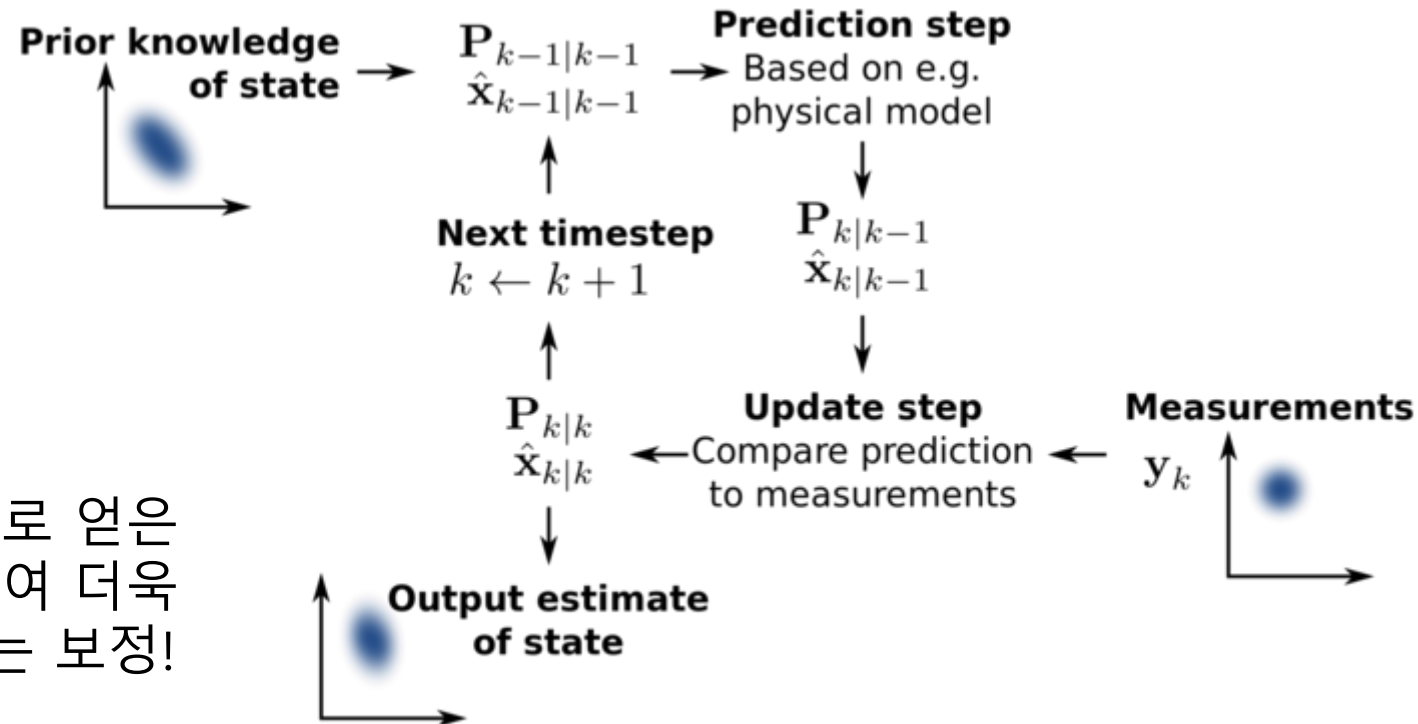 Prior knowledge
of state
P_{k-1|k-1}
x̂_{k-1|k-1}
Prediction step
Based on e.g.
physical model
P_{k|k-1}
x̂_{k|k-1}
Next timestep
k ← k + 1
P_{k|k}
x̂_{k|k}
Update step
Compare prediction
to measurements
Measurements
y_k
Output estimate
of state
로 얻은
여 더욱
는 보정!